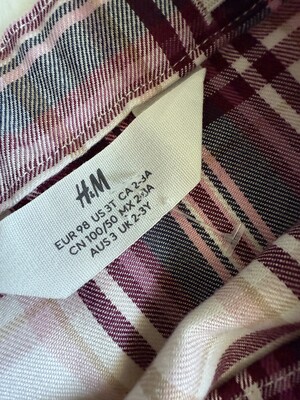 H&M
EUR 98 US 3T CA 2-3A
CN 100/50 MX 2-3A
AUS 3 UK 2-3Y